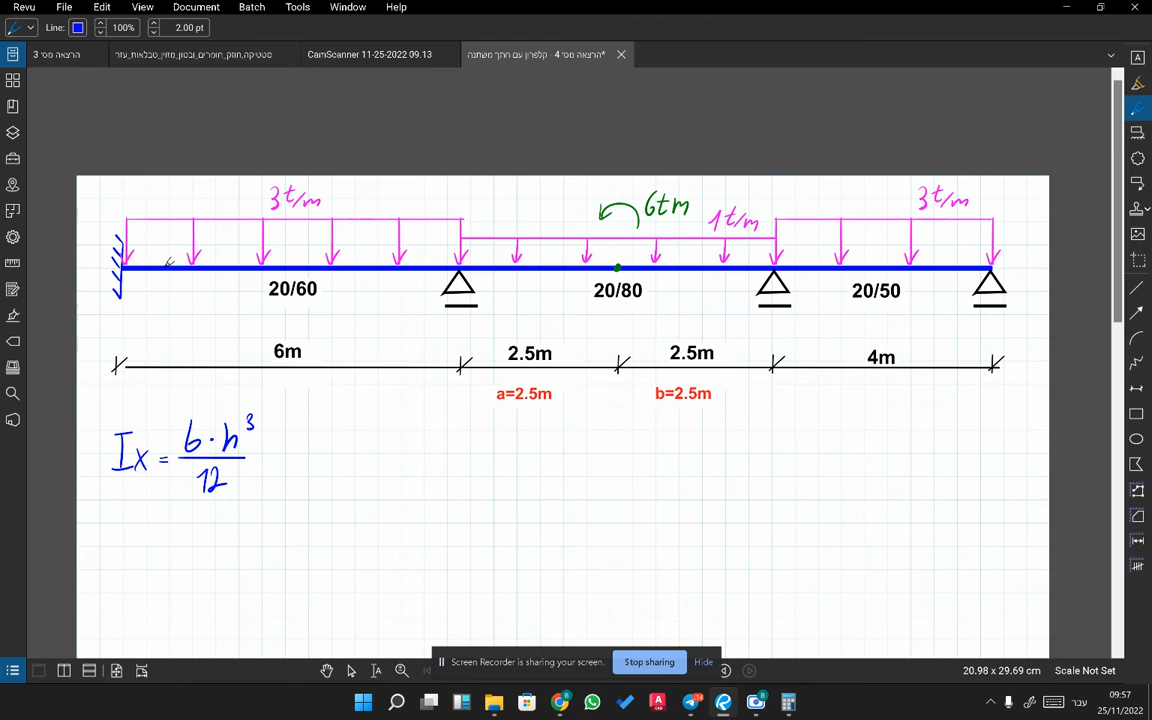 Revu File Edit View Document Batch Tools Window Help
Line: 100% 2.00 pt
הרצאה מס׳ 3
סטטיקה,חוזק,חומרים,ובטון_מזויין_טבלאות_עזר
CamScanner 11-25-2022 09.13
הרצאה מס׳ 4 - קלפרון עם חתך משתנה*
3t/m
6tm
1t/m
3t/m
20/60
20/80
20/50
6m
2.5m
2.5m
4m
a=2.5m
b=2.5m
Ix = b·h³
12
Screen Recorder is sharing your screen. Stop sharing Hide
20.98 x 29.69 cm Scale Not Set
עבר
09:57
25/11/2022